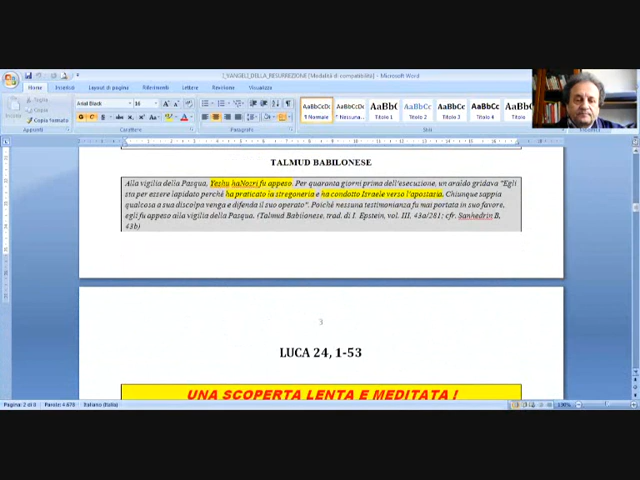 I_VANGELI_DELLA_RESURREZIONE [Modalità di compatibilità] - Microsoft Word
Home Inserisci Layout di pagina Riferimenti Lettere Revisione Visualizza
Taglia
Copia
Incolla
Copia formato
Appunti
Arial Black
Carattere
Paragrafo
AaBbCcDc AaBbCcDc AaBbC AaBbCc AaBbCc AaBbCc AaBbC
¶ Normale ¶ Nessuna... Titolo 1 Titolo 2 Titolo 3 Titolo 4 Titolo 5
Stili
TALMUD BABILONESE
Alla vigilia della Pasqua, Yeshu haNozri fu appeso. Per quaranta giorni prima dell'esecuzione, un araldo gridava "Egli
sta per essere lapidato perché ha praticato la stregoneria e ha condotto Israele verso l'apostasia. Chiunque sappia
qualcosa a sua discolpa venga e difenda il suo operato". Poiché nessuna testimonianza fu mai portata in suo favore,
egli fu appeso alla vigilia della Pasqua. (Talmud Babilonese, trad. di I. Epstein, vol. III, 43a/281; cfr. Sanhedrin B,
43b)
3
LUCA 24, 1-53
UNA SCOPERTA LENTA E MEDITATA !
Pagina: 2 di 8 Parole: 4.678 Italiano (Italia)
130%